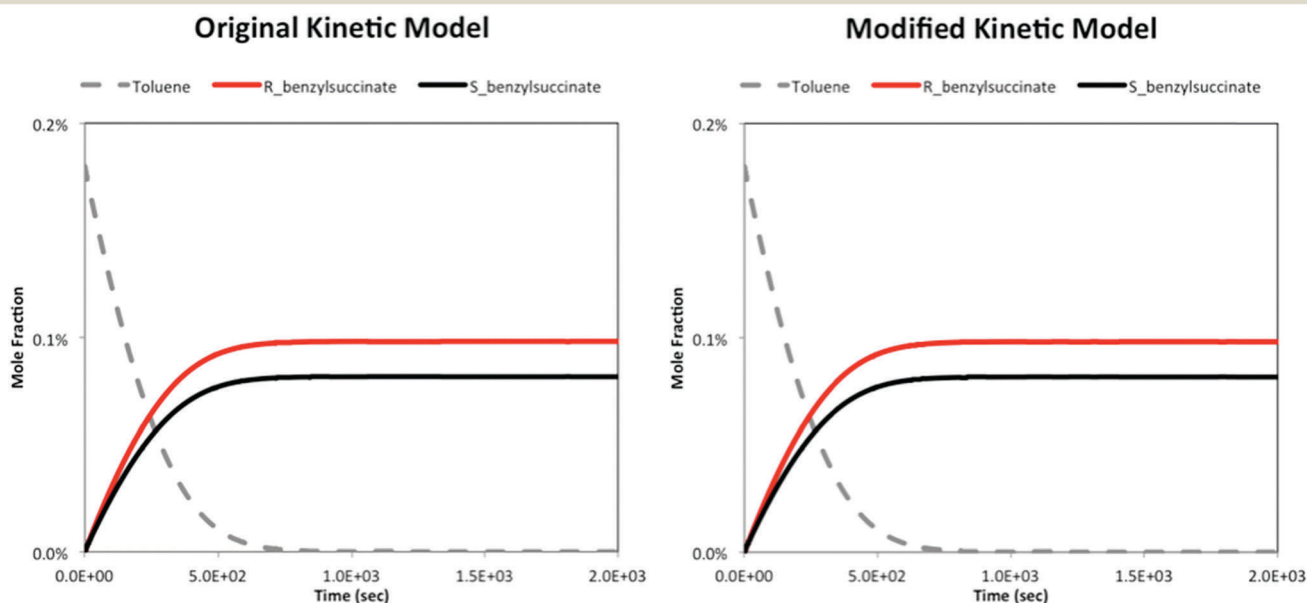 Original Kinetic Model
Toluene R_benzylsuccinate S_benzylsuccinate
0.2%
0.1%
0.0%
Mole Fraction
0.0E+00 5.0E+02 1.0E+03 1.5E+03 2.0E+03
Time (sec)
Modified Kinetic Model
Toluene R_benzylsuccinate S_benzylsuccinate
0.2%
0.1%
0.0%
Mole Fraction
0.0E+00 5.0E+02 1.0E+03 1.5E+03 2.0E+03
Time (sec)